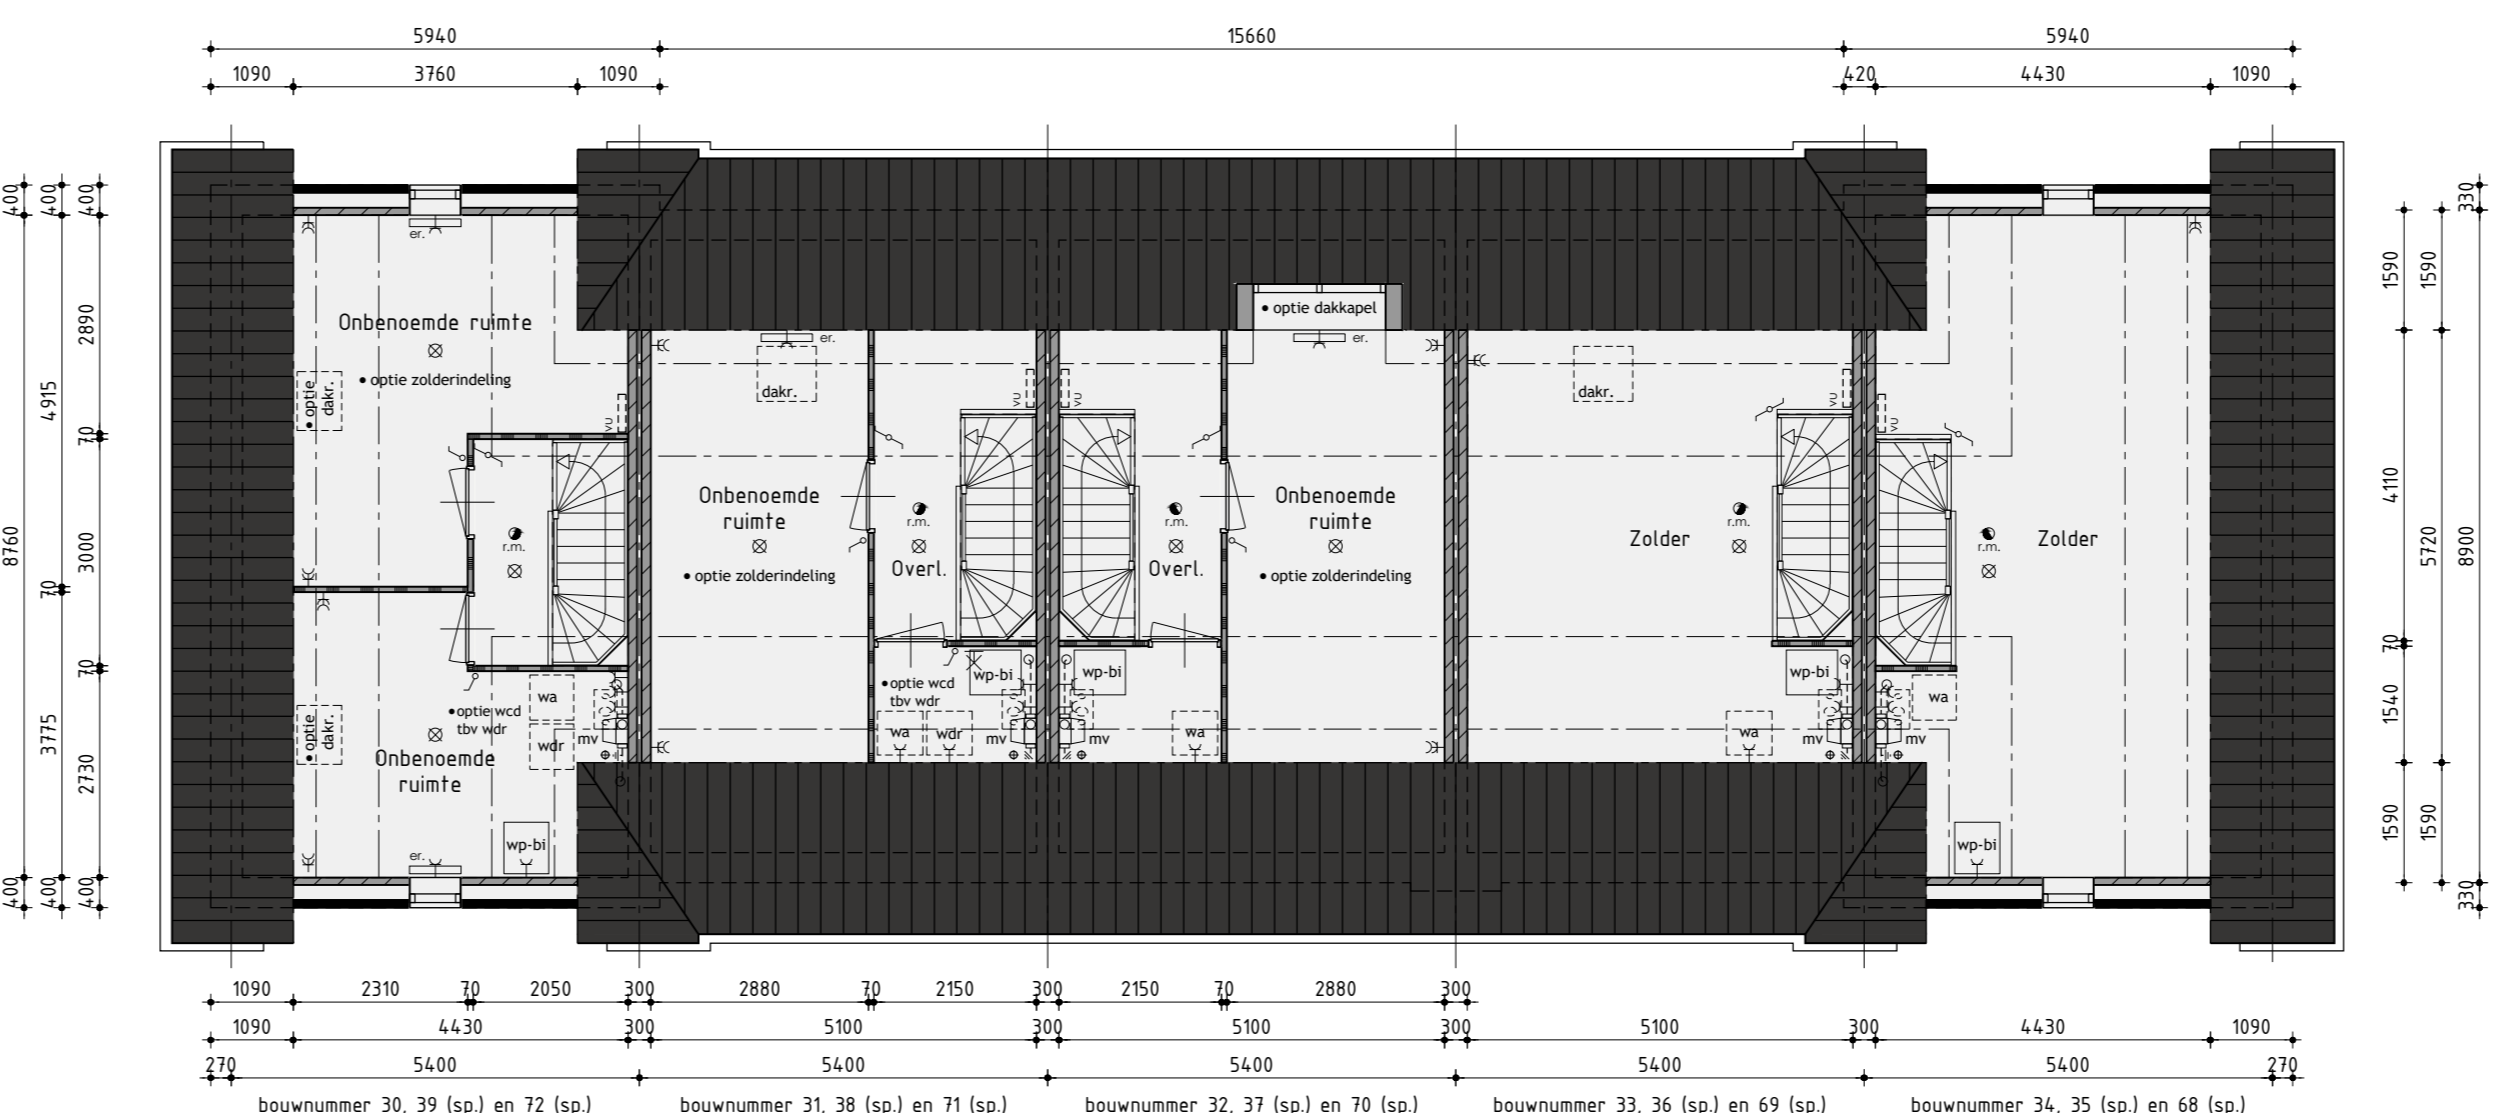 5940 15660 5940
1090 3760 1090 420 4430 1090
400 400 400 330
er.
Onbenoemde ruimte
• optie zolderindeling
• optie
dakr.
vu
2890
4915
70
8760
3000
70
70
3775
2730
400 400 400
r.m.
• optie wcd
tbv wdr
wa
wdr
mv
Onbenoemde
ruimte
• optie
dakr.
er.
wp-bi
er.
dakr.
Onbenoemde
ruimte
• optie zolderindeling
vu
r.m.
Overl.
• optie wcd
tbv wdr
wp-bi
wa
wdr
mv
• optie dakkapel
er.
vu
r.m.
Overl.
Onbenoemde
ruimte
• optie zolderindeling
wp-bi
mv
wa
dakr.
vu
Zolder
r.m.
wp-bi
wa
mv
vu
r.m.
Zolder
wa
mv
wp-bi
1590 1590
4110
5720
8900
70
1540
1590 1590
330
1090 2310 70 2050 300 2880 70 2150 300 2150 70 2880 300
1090 4430 300 5100 300 5100 300 5100 300 4430 1090
270 5400 5400 5400 5400 5400 270
bouwnummer 30, 39 (sp.) en 72 (sp.) bouwnummer 31, 38 (sp.) en 71 (sp.) bouwnummer 32, 37 (sp.) en 70 (sp.) bouwnummer 33, 36 (sp.) en 69 (sp.) bouwnummer 34, 35 (sp.) en 68 (sp.)